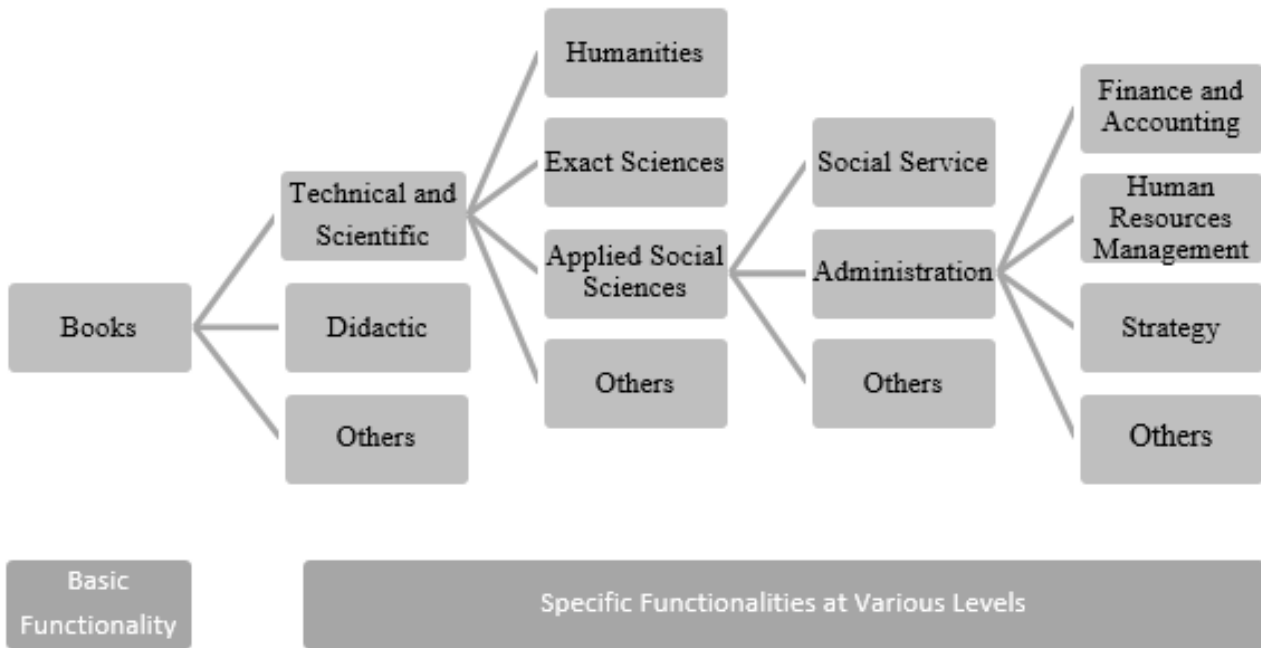 Books
Technical and
Scientific
Didactic
Others
Humanities
Exact Sciences
Applied Social
Sciences
Others
Social Service
Administration
Others
Finance and
Accounting
Human
Resources
Management
Strategy
Others
Basic
Functionality
Specific Functionalities at Various Levels